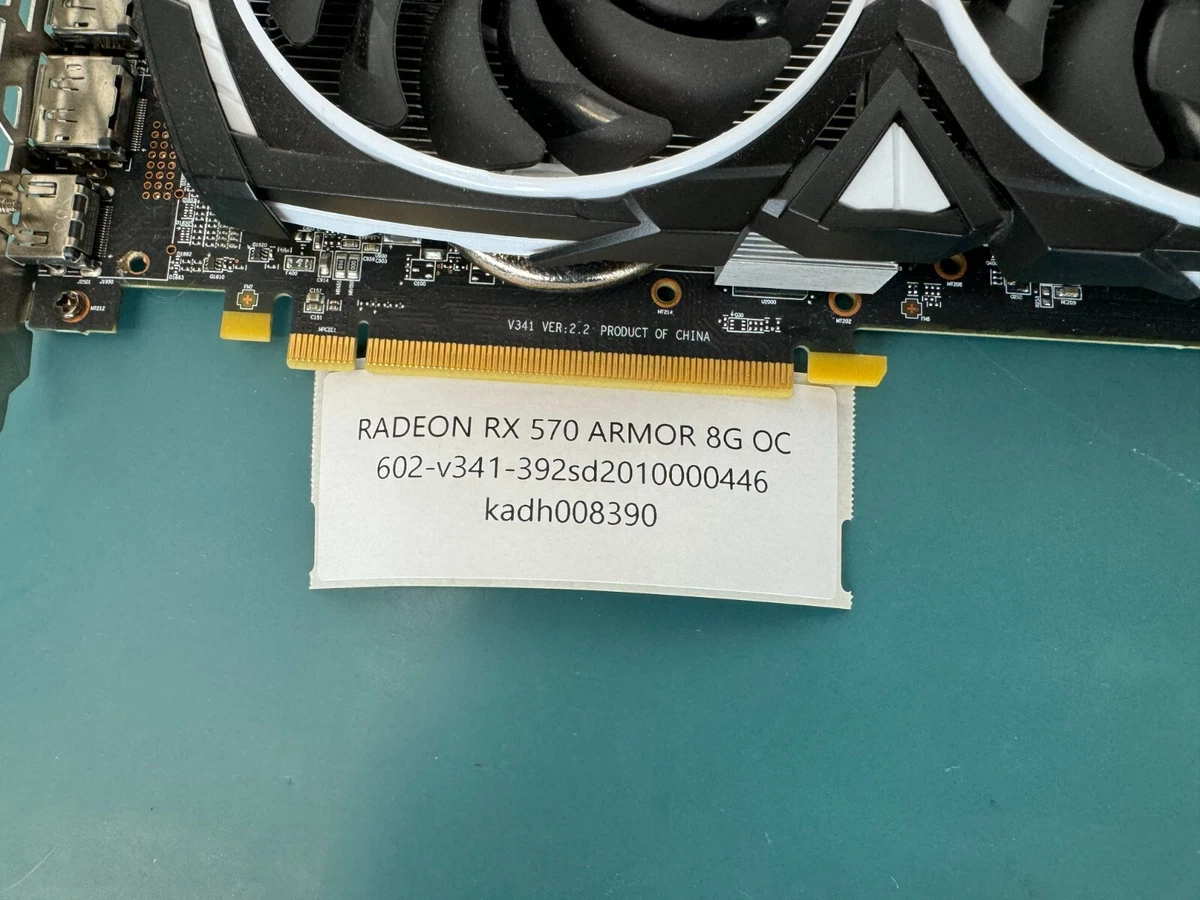 V341 VER:2.2 PRODUCT OF CHINA
RADEON RX 570 ARMOR 8G OC
602-v341-392sd2010000446
kadh008390